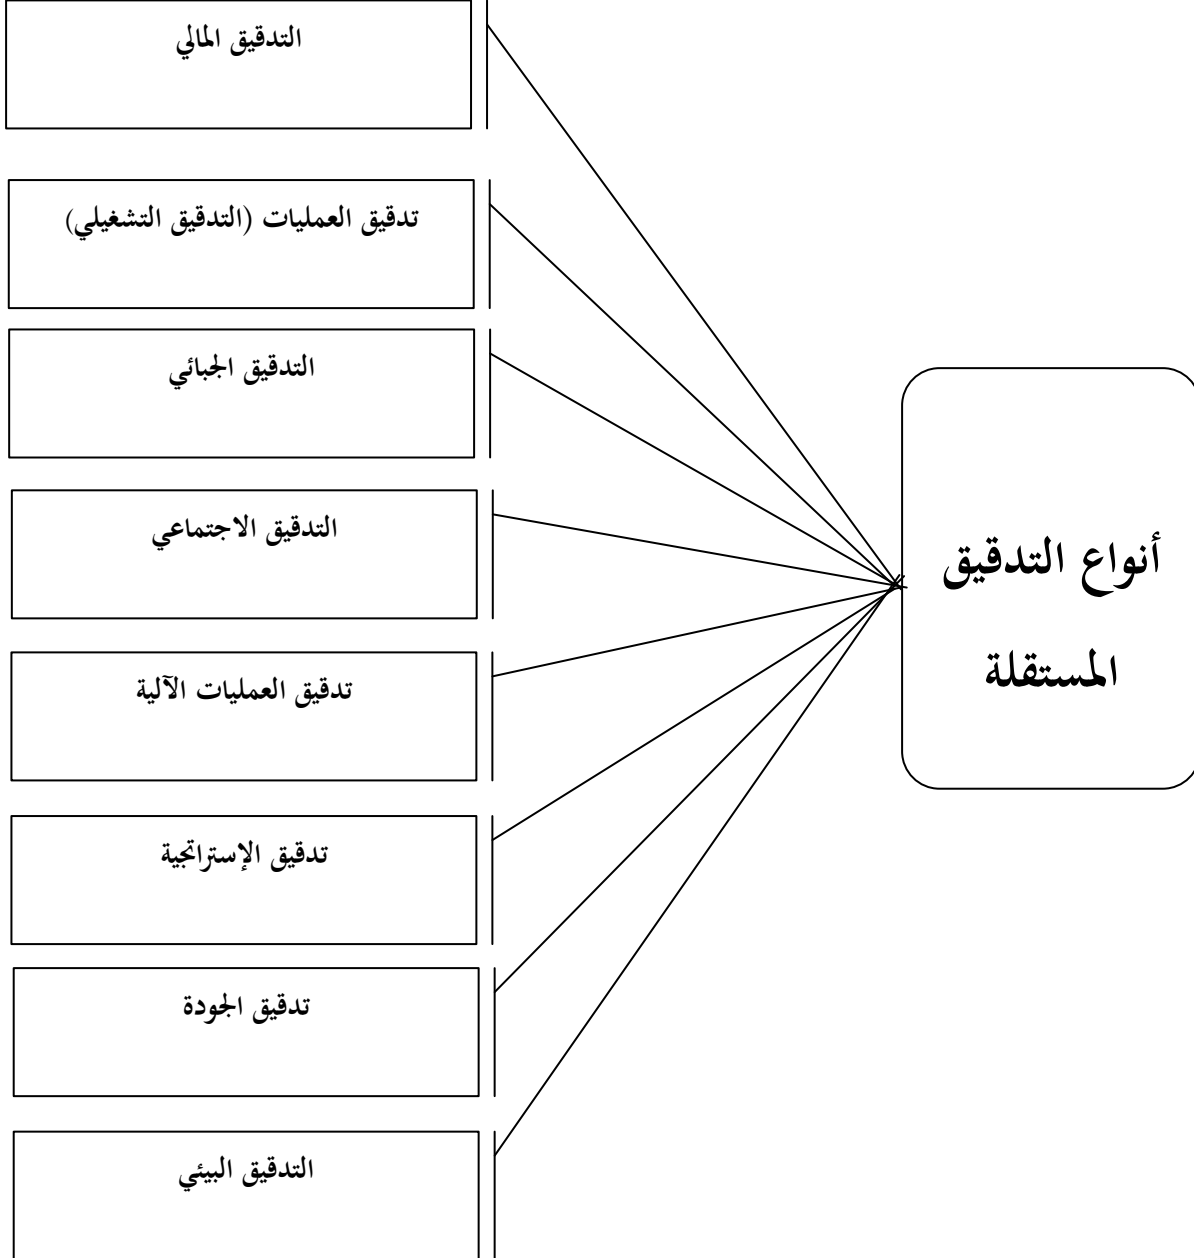 أنواع التدقيق
المستقلة
التدقيق المالي
تدقيق العمليات (التدقيق التشغيلي)
التدقيق الجبائي
التدقيق الاجتماعي
تدقيق العمليات الآلية
تدقيق الإستراتجية
تدقيق الجودة
التدقيق البيئي